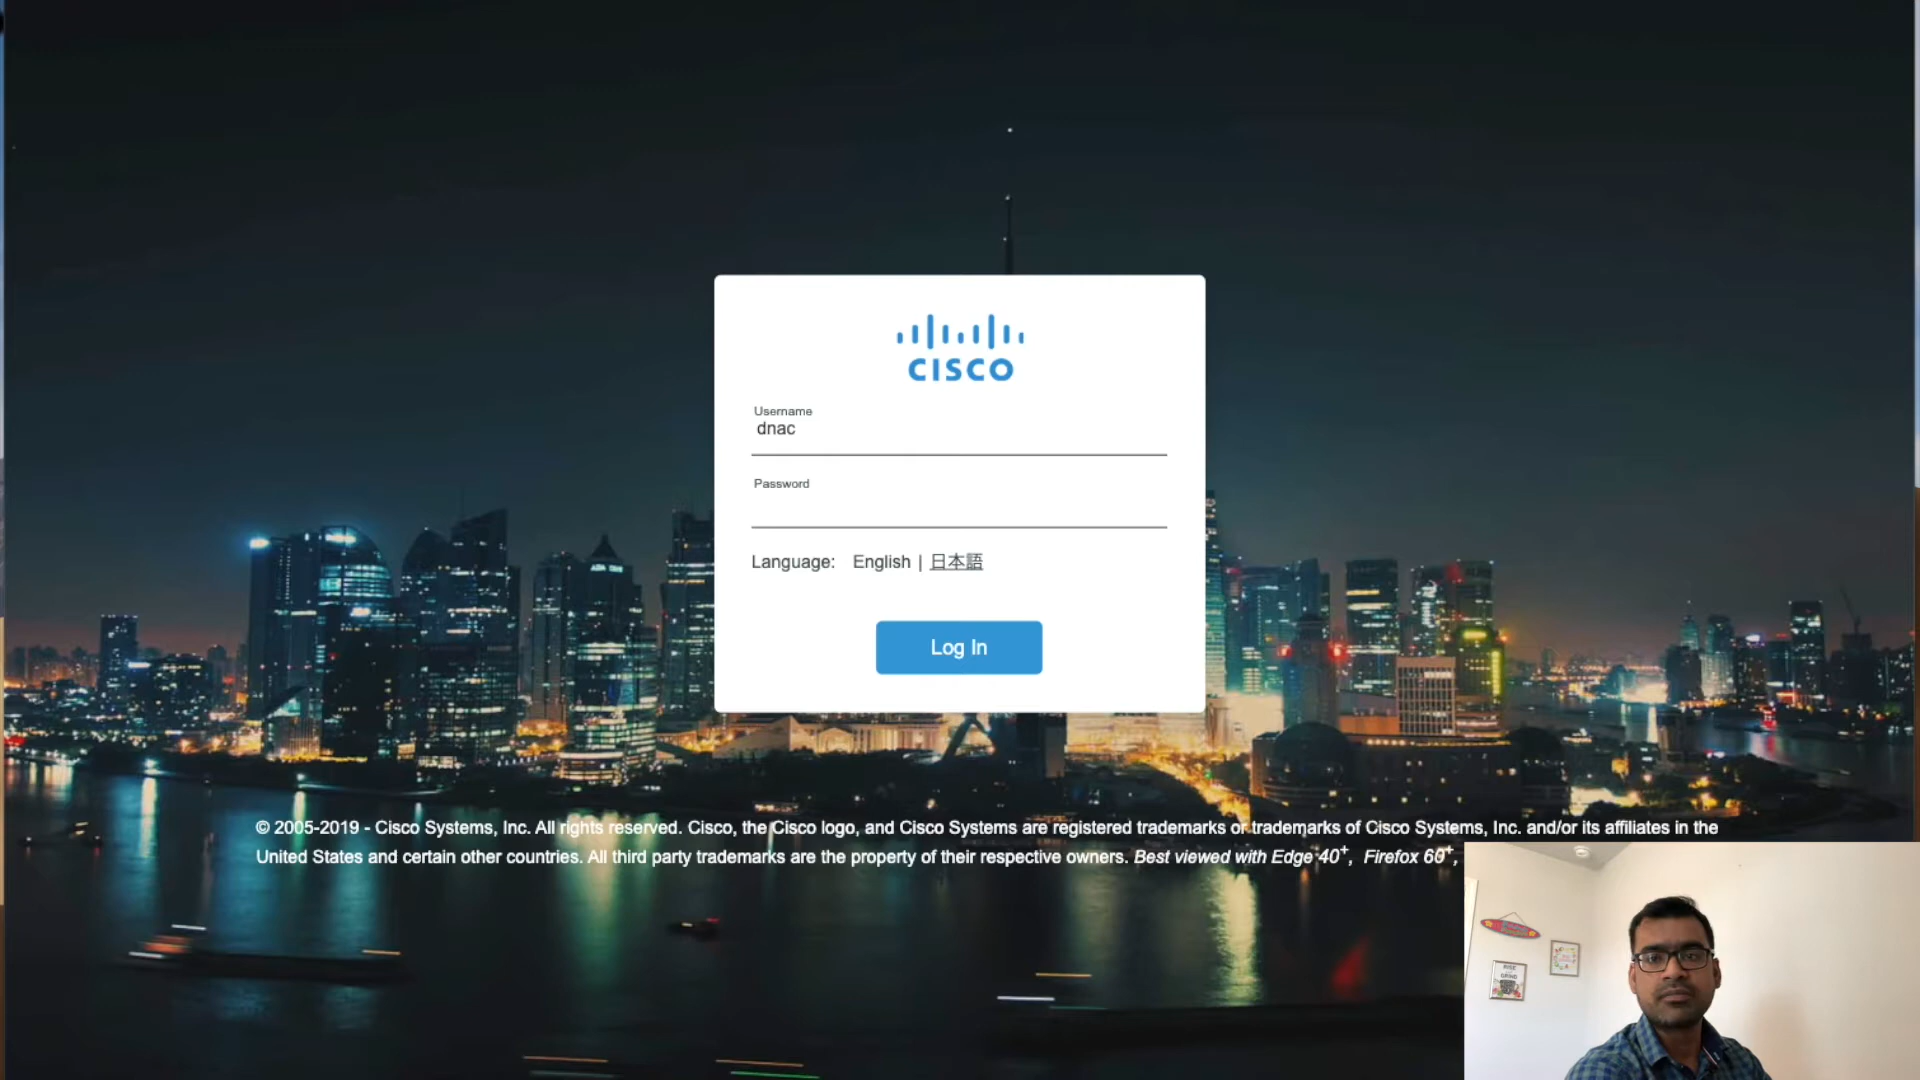 CISCO
Username
dnac
Password
Language: English | 日本語
Log In
© 2005-2019 - Cisco Systems, Inc. All rights reserved. Cisco, the Cisco logo, and Cisco Systems are registered trademarks or trademarks of Cisco Systems, Inc. and/or its affiliates in the
United States and certain other countries. All third party trademarks are the property of their respective owners. Best viewed with Edge 40+, Firefox 60+,
RISE
GRIND